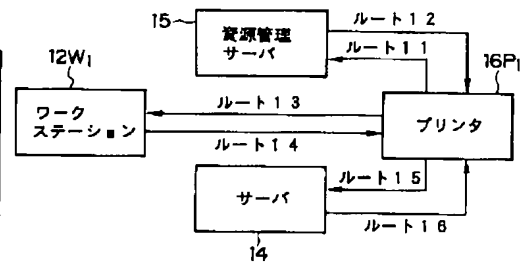 15
資源管理
サーバ
ルート12
ルート11
12W1
16P1
ワーク
ステーション
ルート13
ルート14
プリンタ
ルート15
サーバ
ルート16
14